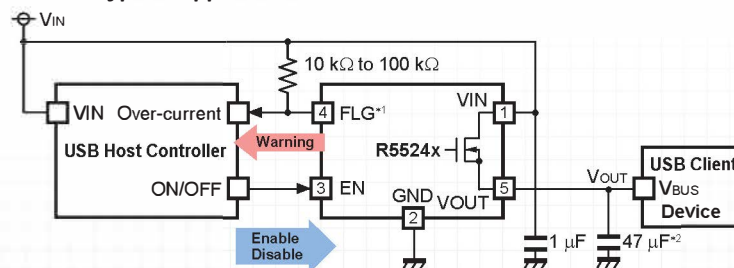 VIN
10 kΩ to 100 kΩ
VIN
Over-current
4
FLG*1
VIN
1
USB Host Controller
Warning
R5524x
USB Client
ON/OFF
3
EN
GND
VOUT
5
VOUT
VBUS
Device
2
Enable
Disable
1 µF
47 µF*2